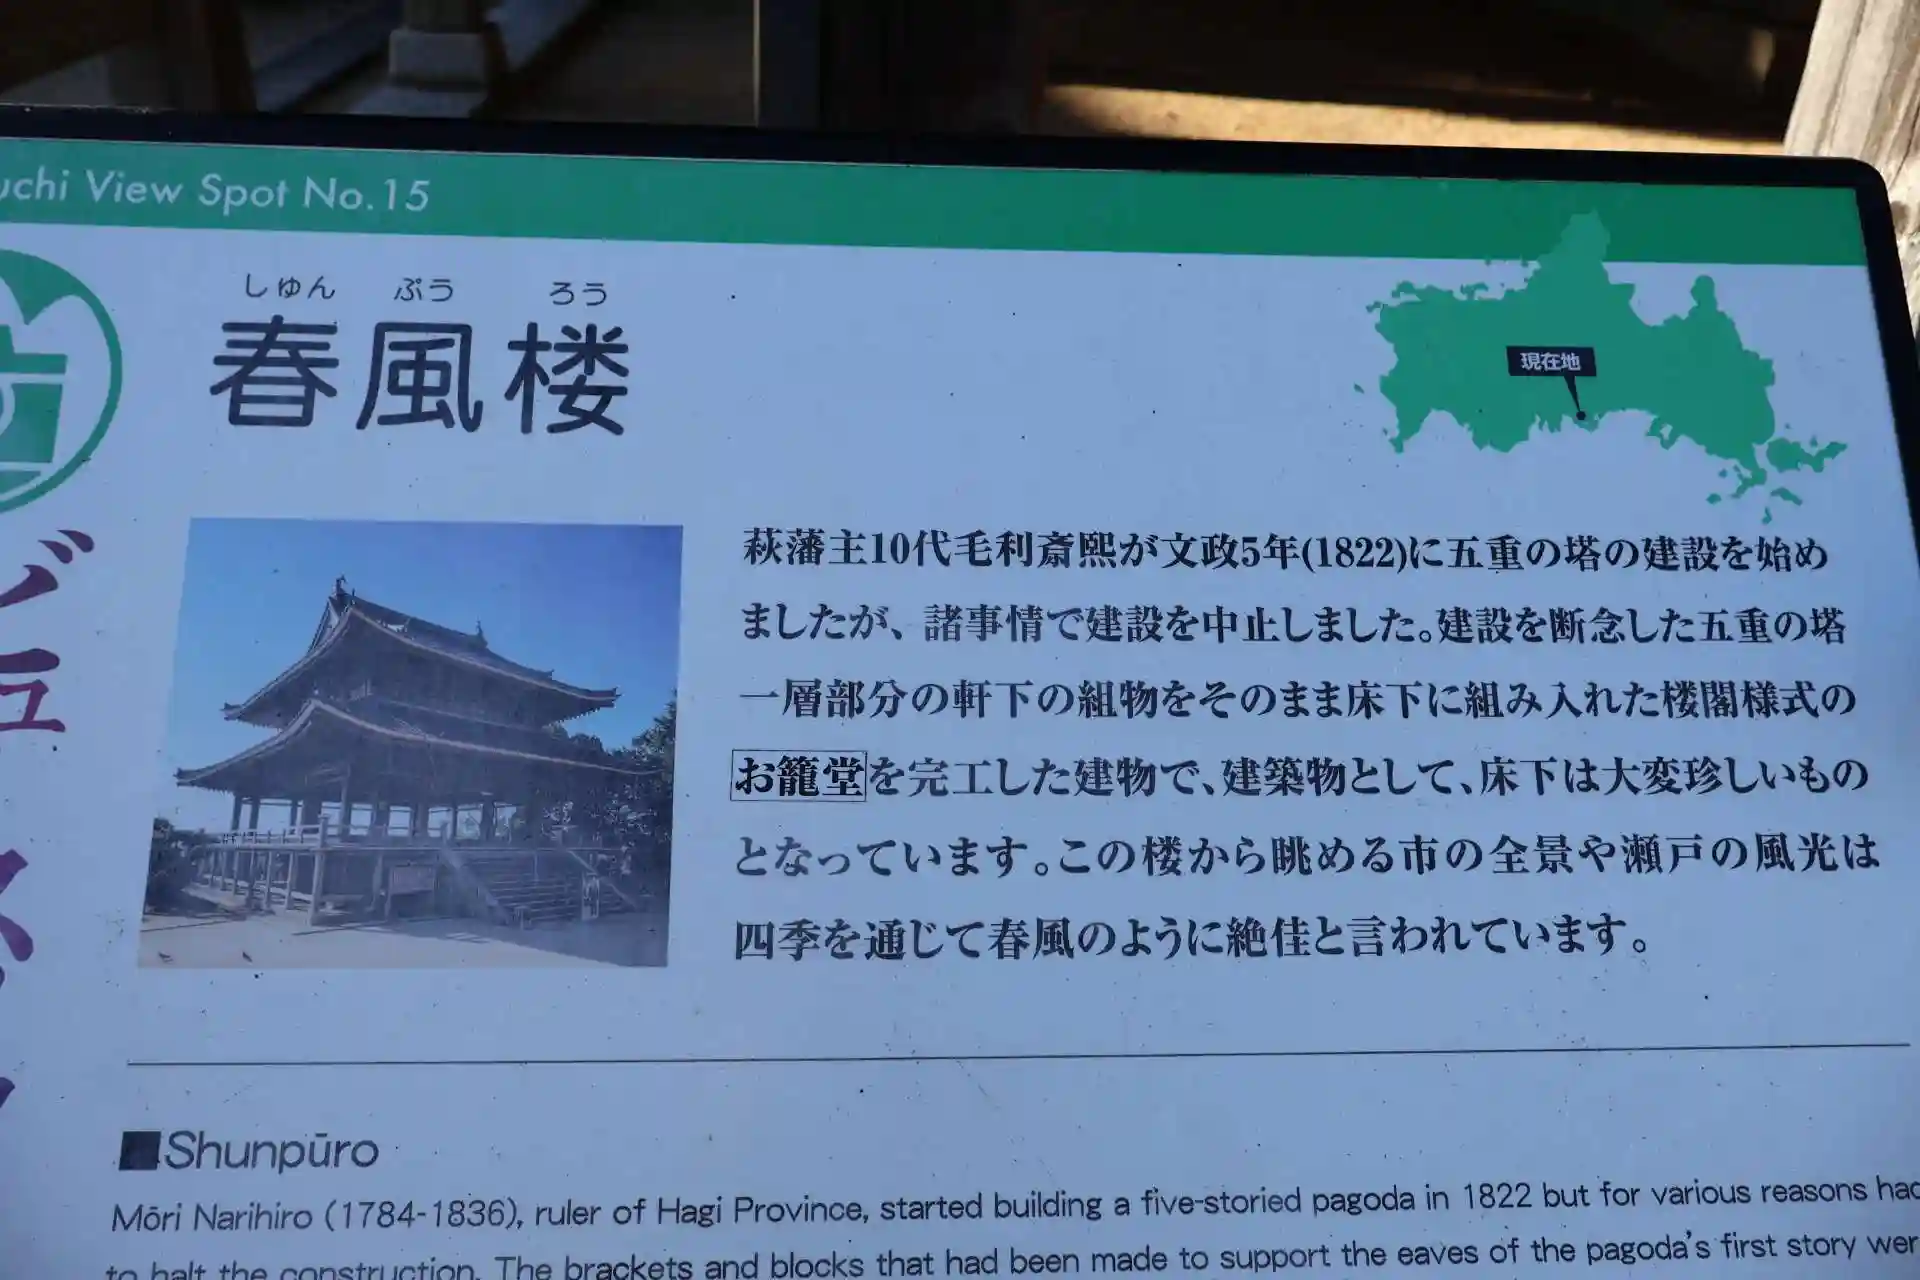 View Spot No.15
しゅん ぷう ろう
春風楼
現在地
ビュー
萩藩主10代毛利斎熙が文政5年(1822)に五重の塔の建設を始め
ましたが、諸事情で建設を中止しました。建設を断念した五重の塔
一層部分の軒下の組物をそのまま床下に組み入れた楼閣様式の
お籠堂を完工した建物で、建築物として、床下は大変珍しいもの
となっています。この楼から眺める市の全景や瀬戸の風光は
四季を通じて春風のように絶佳と言われています。
■Shunpūro
Mōri Narihiro (1784-1836), ruler of Hagi Province, started building a five-storied pagoda in 1822 but for various reasons had
to halt the construction. The brackets and blocks that had been made to support the eaves of the pagoda's first story were